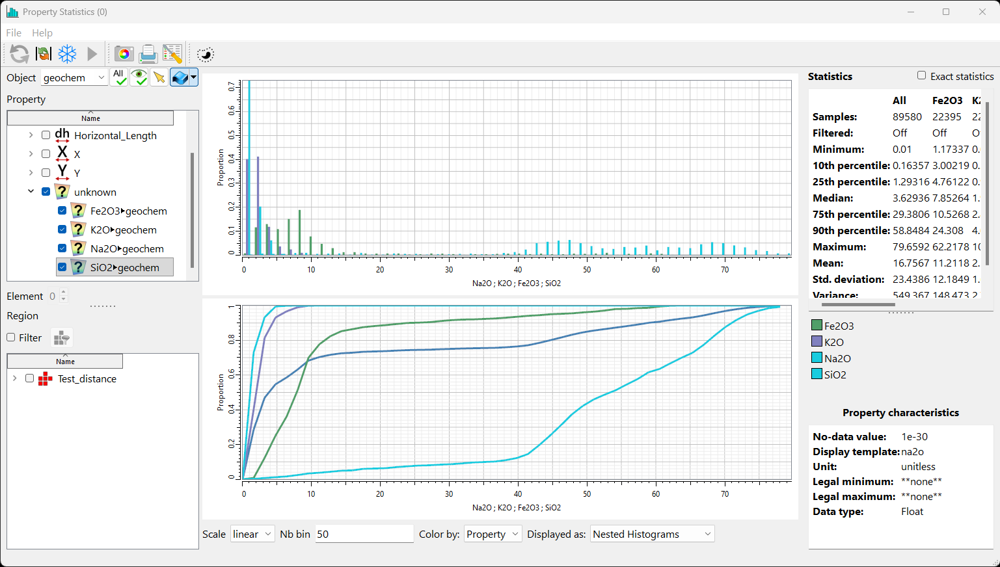 Property Statistics (0)
File Help
Object geochem All
Property
Name
dh Horizontal_Length
X X
Y Y
? unknown
? Fe2O3▶geochem
? K2O▶geochem
? Na2O▶geochem
? SiO2▶geochem
Element 0
Region
Filter
Name
Test_distance
Proportion
0 0.1 0.2 0.3 0.4 0.5 0.6 0.7
0 10 20 30 40 50 60 70
Na2O ; K2O ; Fe2O3 ; SiO2
Proportion
0 0.2 0.4 0.6 0.8 1
0 10 20 30 40 50 60 70
Na2O ; K2O ; Fe2O3 ; SiO2
Scale linear Nb bin 50 Color by: Property Displayed as: Nested Histograms
Statistics Exact statistics
All Fe2O3 K2
Samples: 89580 22395 22
Filtered: Off Off O
Minimum: 0.01 1.17337 0.
10th percentile: 0.16357 3.00219 0.
25th percentile: 1.29316 4.76122 0.
Median: 3.62936 7.85264 1.
75th percentile: 29.3806 10.5268 2.
90th percentile: 58.8484 24.308 4.
Maximum: 79.6592 62.2178 10
Mean: 16.7567 11.2118 2.
Std. deviation: 23.4386 12.1849 1.
Variance: 549.367 148.473 2
Fe2O3
K2O
Na2O
SiO2
Property characteristics
No-data value: 1e-30
Display template: na2o
Unit: unitless
Legal minimum: **none**
Legal maximum: **none**
Data type: Float